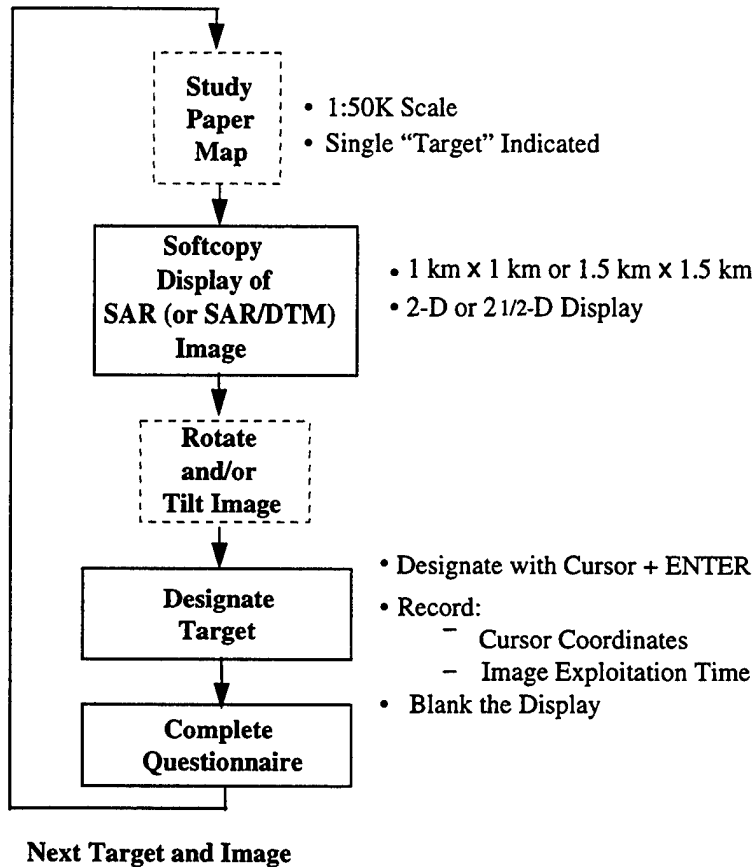 Study
Paper
Map
• 1:50K Scale
• Single “Target” Indicated
Softcopy
Display of
SAR (or SAR/DTM)
Image
• 1 km × 1 km or 1.5 km × 1.5 km
• 2-D or 2 1/2-D Display
Rotate
and/or
Tilt Image
Designate
Target
• Designate with Cursor + ENTER
• Record:
– Cursor Coordinates
– Image Exploitation Time
• Blank the Display
Complete
Questionnaire
Next Target and Image